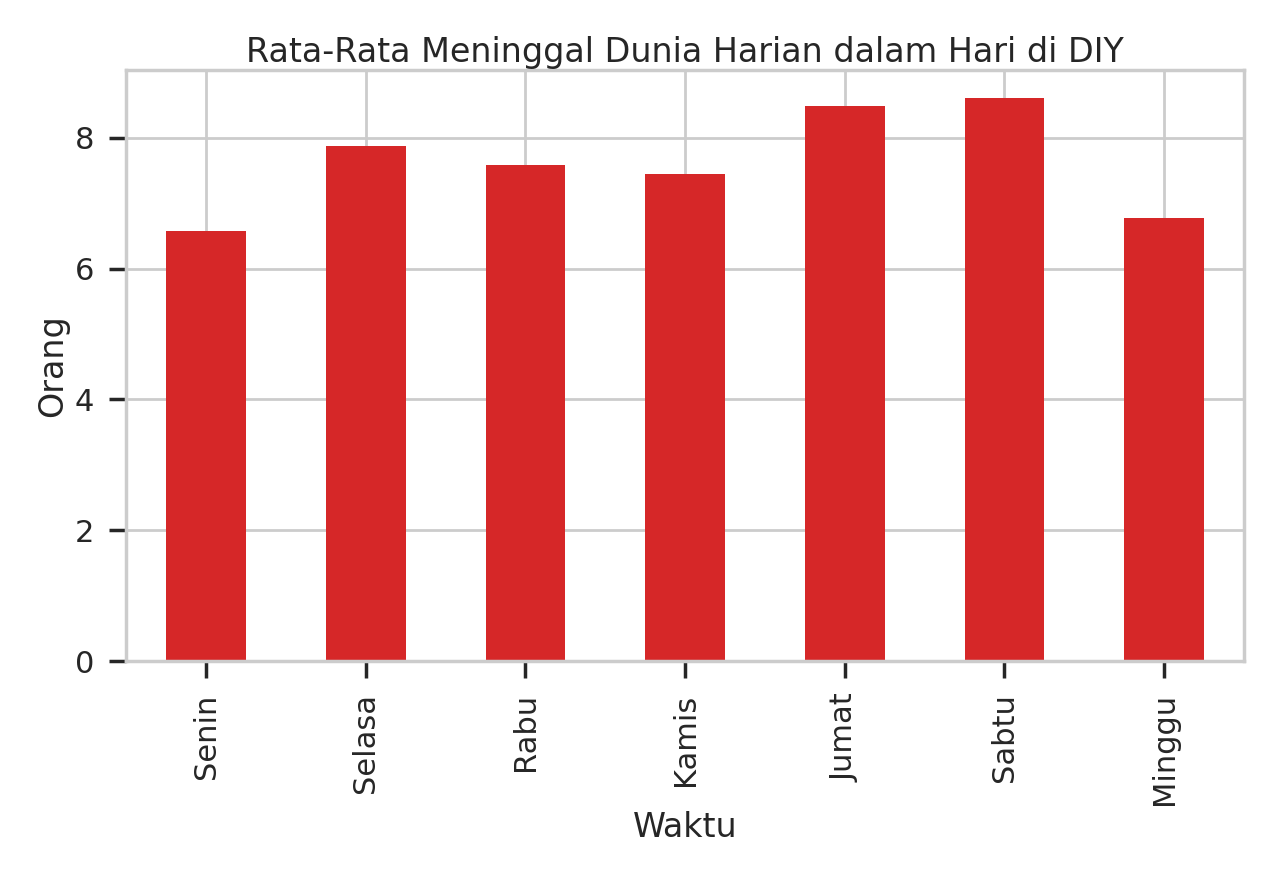 Rata-Rata Meninggal Dunia Harian dalam Hari di DIY
Orang
8
6
4
2
0
Senin
Selasa
Rabu
Kamis
Jumat
Sabtu
Minggu
Waktu